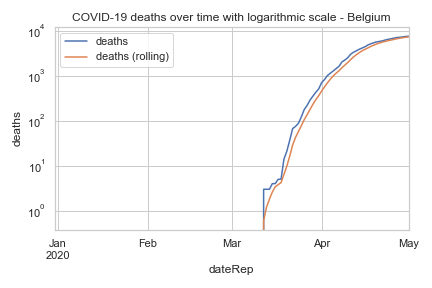 COVID-19 deaths over time with logarithmic scale - Belgium
deaths
deaths (rolling)
10⁴
10³
10²
10¹
10⁰
deaths
Jan
2020
Feb
Mar
Apr
May
dateRep